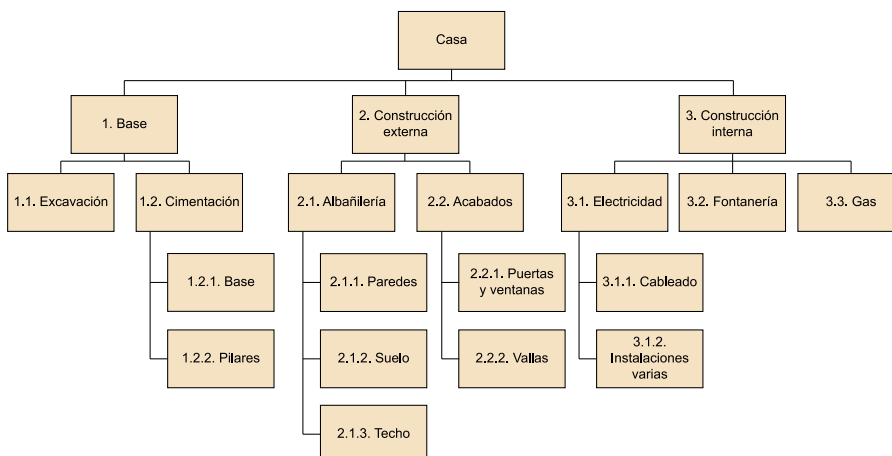 Casa
1. Base
2. Construcción
externa
3. Construcción
interna
1.1. Excavación
1.2. Cimentación
2.1. Albañilería
2.2. Acabados
3.1. Electricidad
3.2. Fontanería
3.3. Gas
1.2.1. Base
2.1.1. Paredes
2.2.1. Puertas
y ventanas
3.1.1. Cableado
1.2.2. Pilares
2.1.2. Suelo
2.2.2. Vallas
3.1.2.
Instalaciones
varias
2.1.3. Techo